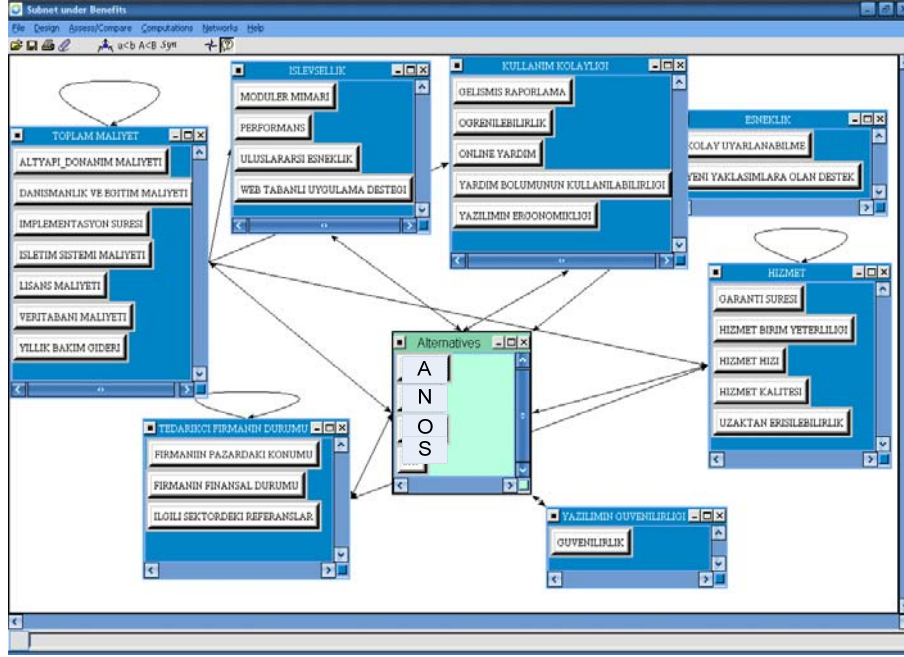 Subnet under Benefits
File Design Assess/Compare Computations Networks Help
a<b A<B Syn
TOPLAM MALIYET
ALTYAPI_DONANIM MALIYETI
DANISMANLIK VE EGITIM MALIYETI
IMPLEMENTASYON SURESI
ISLETIM SISTEMI MALIYETI
LISANS MALIYETI
VERITABANI MALIYETI
YILLIK BAKIM GIDERI
ISLEVSELLIK
MODULER MIMARI
PERFORMANS
ULUSLARARSI ESNEKLIK
WEB TABANLI UYGULAMA DESTEGI
KULLANIM KOLAYLIGI
GELISMIS RAPORLAMA
OGRENILEBILIRLIK
ONLINE YARDIM
YARDIM BOLUMUNUN KULLANILABILIRLIGI
YAZILIMIN ERGONOMIKLIGI
ESNEKLIK
KOLAY UYARLANABILME
YENI YAKLASIMLARA OLAN DESTEK
HIZMET
GARANTI SURESI
HIZMET BIRIM YETERLILIGI
HIZMET HIZI
HIZMET KALITESI
UZAKTAN ERISILEBILIRLIK
Alternatives
A
N
O
S
TEDARIKCI FIRMANIN DURUMU
FIRMANIIN PAZARDAKI KONUMU
FIRMANIN FINANSAL DURUMU
ILGILI SEKTORDEKI REFERANSLAR
YAZILIMIN GUVENILIRLIGI
GUVENILIRLIK